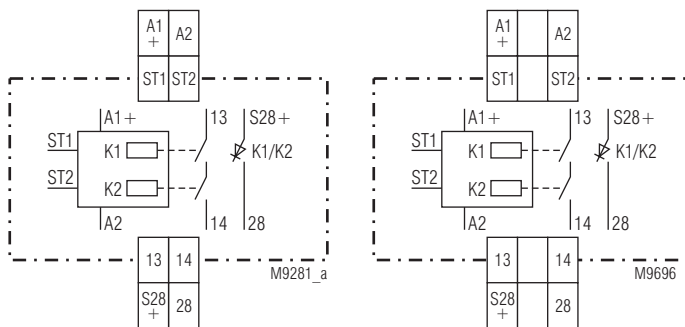 A1 A2
+
ST1 ST2
A1+ 13 S28+
ST1 K1 K1/K2
ST2 K2
A2 14 28
13 14
M9281_a
S28 28
+
A1 A2
+
ST1 ST2
A1+ 13 S28+
ST1 K1 K1/K2
ST2 K2
A2 14 28
13 14
M9696
S28 28
+